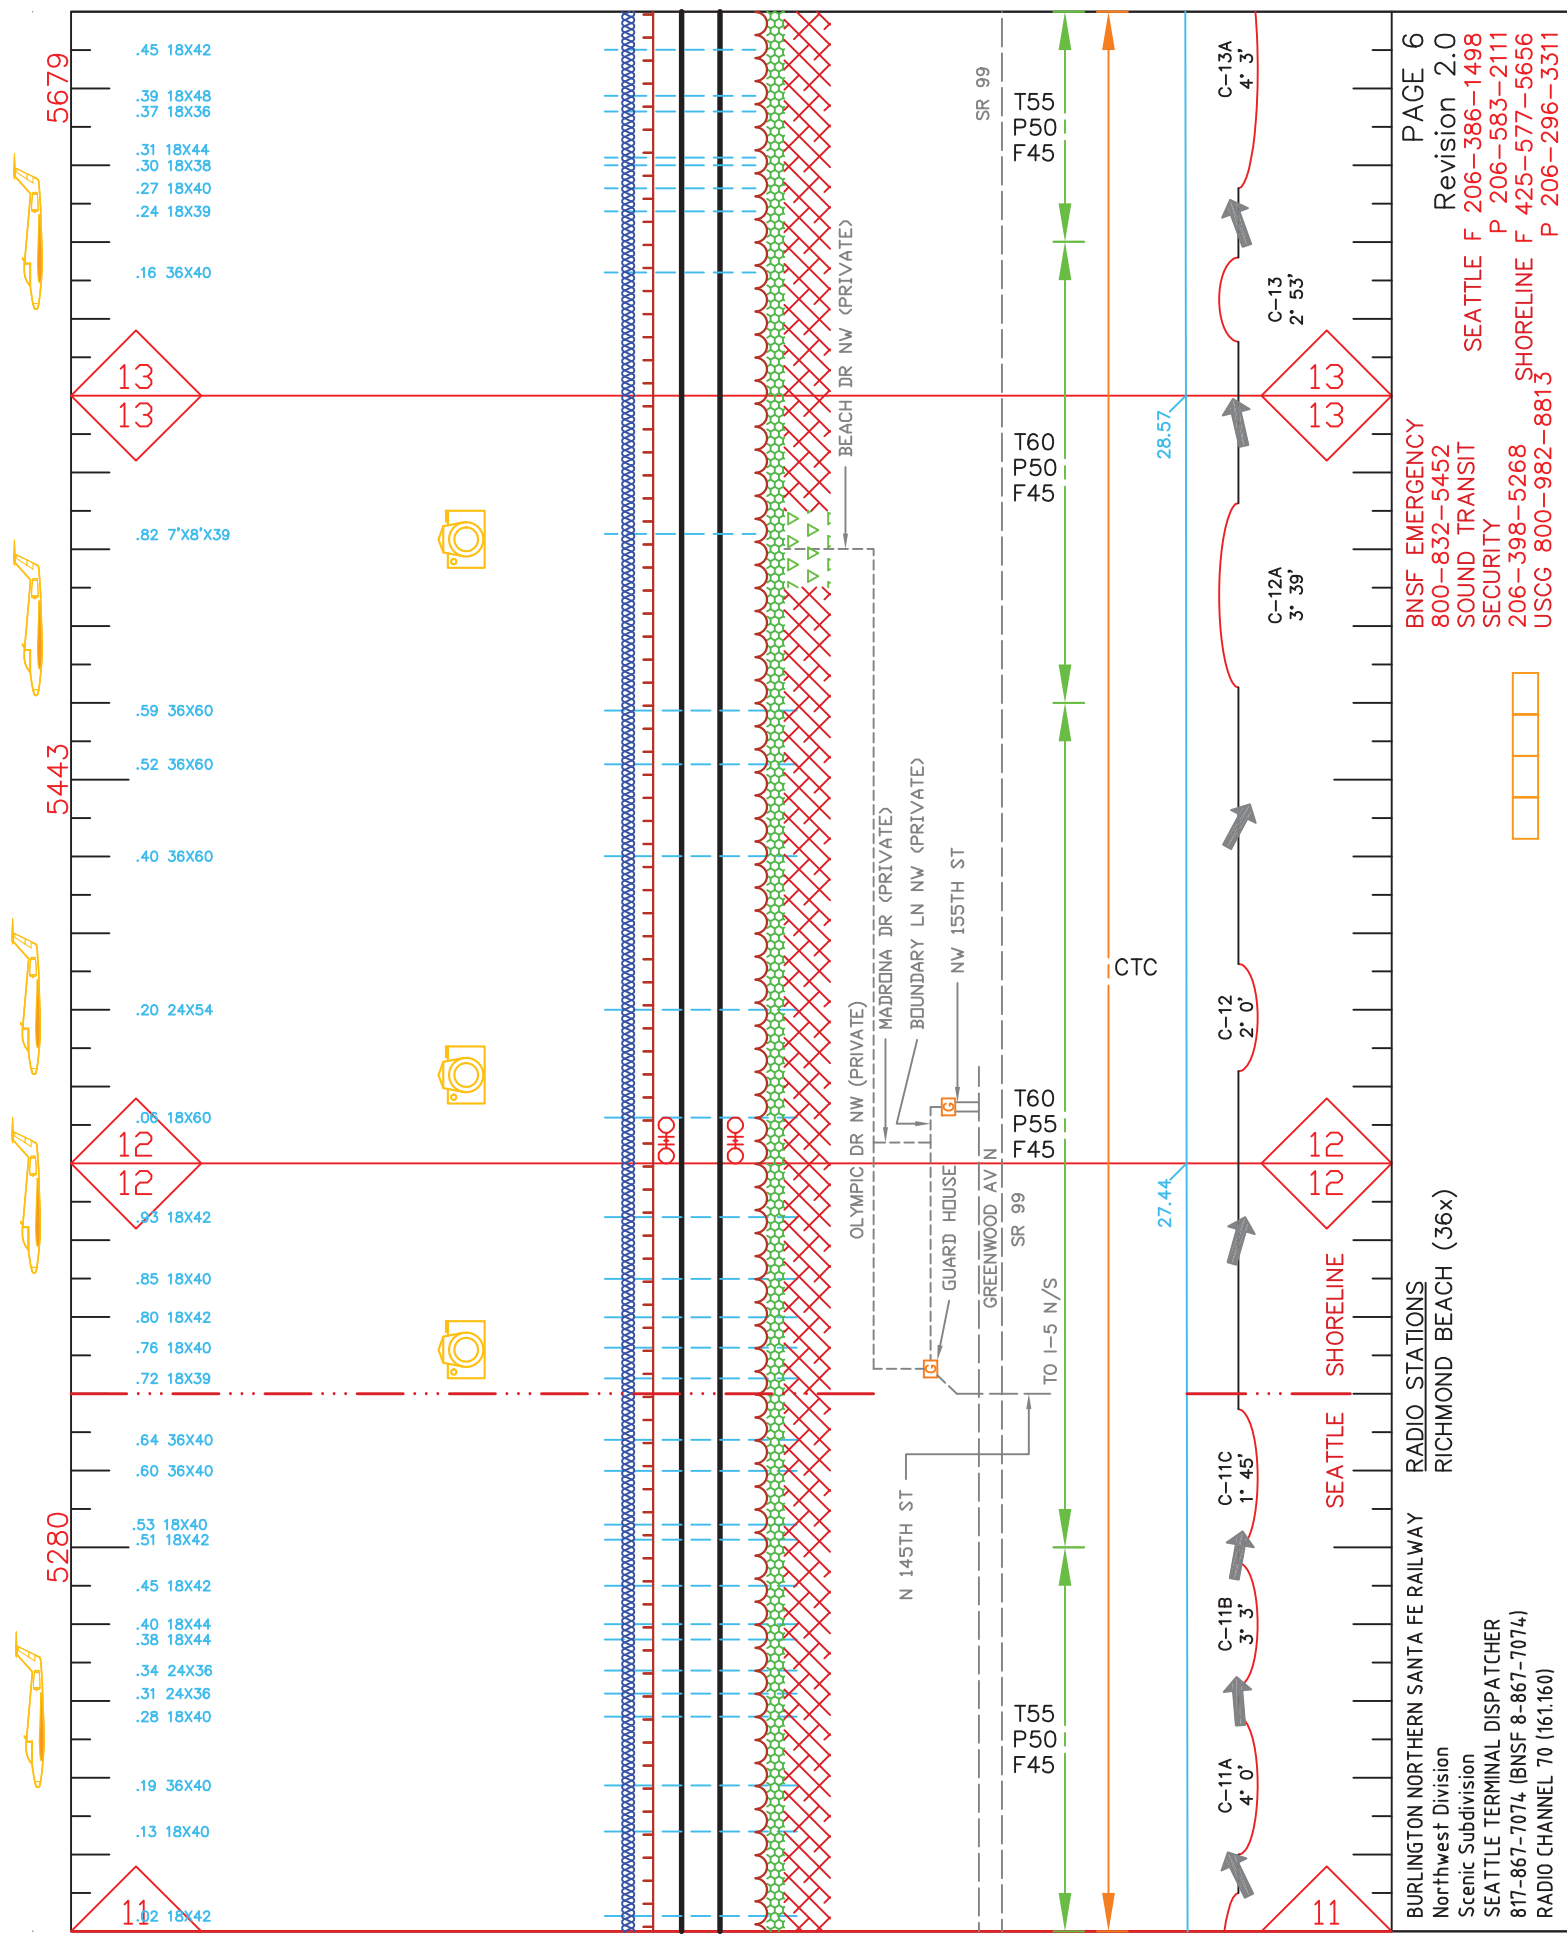 5679
.45 18X42
.39 18X48
.37 18X36
.31 18X44
.30 18X38
.27 18X40
.24 18X39
.16 36X40
13
13
.82 7'X8'X39
.59 36X60
5443
.52 36X60
.40 36X60
.20 24X54
.06 18X60
12
12
.93 18X42
.85 18X40
.80 18X42
.76 18X40
.72 18X39
.64 36X40
.60 36X40
5280
.53 18X40
.51 18X42
.45 18X42
.40 18X44
.38 18X44
.34 24X36
.31 24X36
.28 18X40
.19 36X40
.13 18X40
11
.02 18X42
BEACH DR NW (PRIVATE)
OLYMPIC DR NW (PRIVATE)
MADRONA DR (PRIVATE)
BOUNDARY LN NW (PRIVATE)
NW 155TH ST
G
GUARD HOUSE
G
GREENWOOD AV N
SR 99
SR 99
TO I-5 N/S
N 145TH ST
T55
P50
F45
T60
P50
F45
T60
P55
F45
T55
P50
F45
CTC
28.57
27.44
C-13A
4° 3'
C-13
2° 53'
C-12A
3° 39'
C-12
2° 0'
C-11C
1° 45'
C-11B
3° 3'
C-11A
4° 0'
13
13
12
12
11
SEATTLE
SHORELINE
BURLINGTON NORTHERN SANTA FE RAILWAY
Northwest Division
Scenic Subdivision
SEATTLE TERMINAL DISPATCHER
817-867-7074 (BNSF 8-867-7074)
RADIO CHANNEL 70 (161.160)
RADIO STATIONS
RICHMOND BEACH (36x)
BNSF EMERGENCY
800-832-5452
SOUND TRANSIT
SECURITY
206-398-5268
USCG 800-982-8813
PAGE 6
Revision 2.0
SEATTLE F 206-386-1498
P 206-583-2111
SHORELINE F 425-577-5656
P 206-296-3311